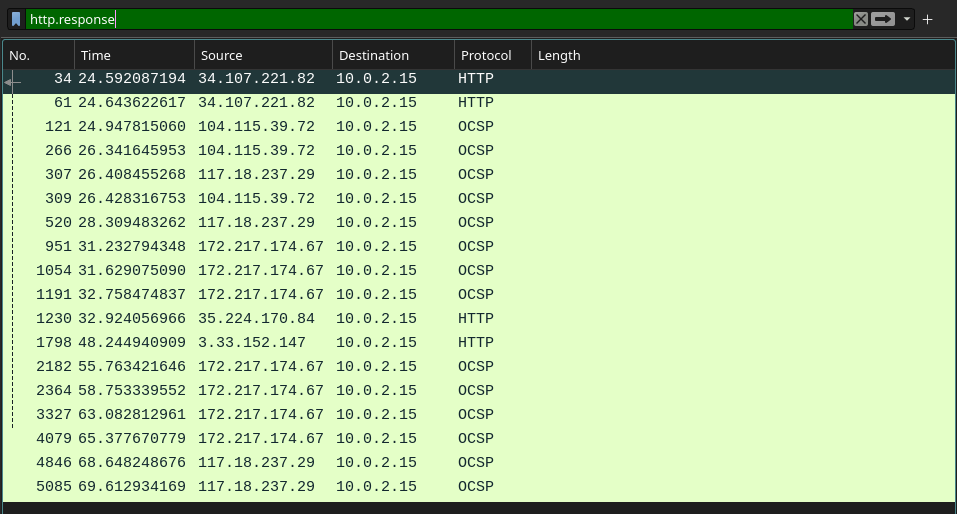 http.response
No. Time Source Destination Protocol Length
34 24.592087194 34.107.221.82 10.0.2.15 HTTP
61 24.643622617 34.107.221.82 10.0.2.15 HTTP
121 24.947815060 104.115.39.72 10.0.2.15 OCSP
266 26.341645953 104.115.39.72 10.0.2.15 OCSP
307 26.408455268 117.18.237.29 10.0.2.15 OCSP
309 26.428316753 104.115.39.72 10.0.2.15 OCSP
520 28.309483262 117.18.237.29 10.0.2.15 OCSP
951 31.232794348 172.217.174.67 10.0.2.15 OCSP
1054 31.629075090 172.217.174.67 10.0.2.15 OCSP
1191 32.758474837 172.217.174.67 10.0.2.15 OCSP
1230 32.924056966 35.224.170.84 10.0.2.15 HTTP
1798 48.244940909 3.33.152.147 10.0.2.15 HTTP
2182 55.763421646 172.217.174.67 10.0.2.15 OCSP
2364 58.753339552 172.217.174.67 10.0.2.15 OCSP
3327 63.082812961 172.217.174.67 10.0.2.15 OCSP
4079 65.377670779 172.217.174.67 10.0.2.15 OCSP
4846 68.648248676 117.18.237.29 10.0.2.15 OCSP
5085 69.612934169 117.18.237.29 10.0.2.15 OCSP